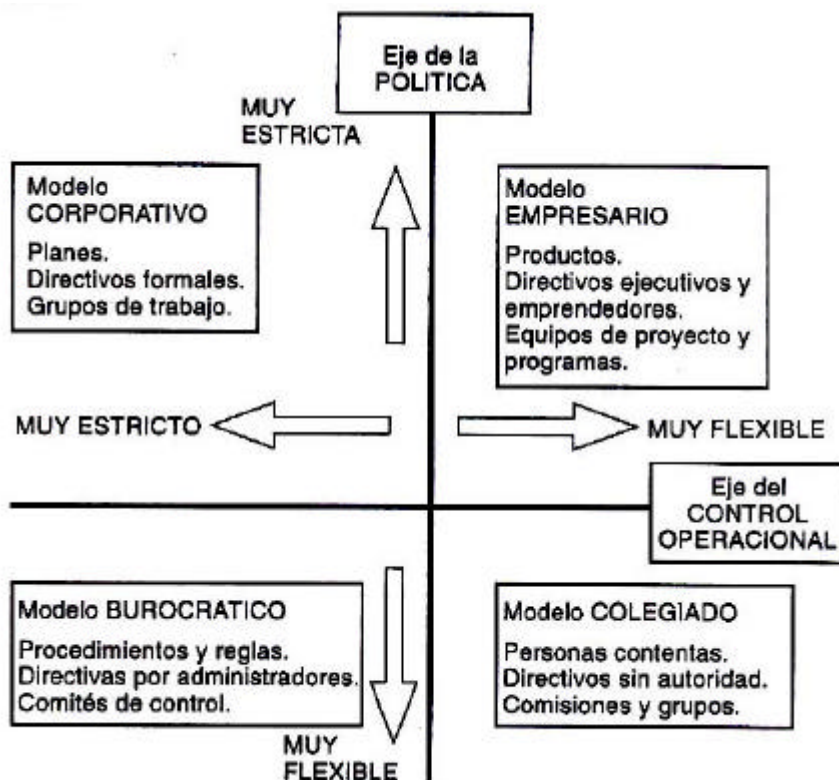 Eje de la
POLITICA
MUY
ESTRICTA
Modelo
CORPORATIVO
Planes.
Directivos formales.
Grupos de trabajo.
Modelo
EMPRESARIO
Productos.
Directivos ejecutivos y
emprendedores.
Equipos de proyecto y
programas.
MUY ESTRICTO
MUY FLEXIBLE
Eje del
CONTROL
OPERACIONAL
Modelo BUROCRATICO
Procedimientos y reglas.
Directivas por administradores.
Comités de control.
Modelo COLEGIADO
Personas contentas.
Directivos sin autoridad.
Comisiones y grupos.
MUY
FLEXIBLE